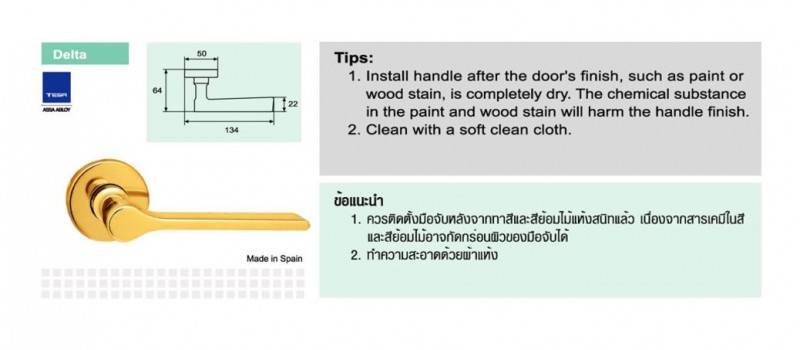 Delta
TESA
ASSA ABLOY
50
64
22
134
Made in Spain
Tips:
1. Install handle after the door's finish, such as paint or
wood stain, is completely dry. The chemical substance
in the paint and wood stain will harm the handle finish.
2. Clean with a soft clean cloth.
ข้อแนะนำ
1. ควรติดตั้งมือจับหลังจากทาสีและสีย้อมไม้แห้งสนิทแล้ว เนื่องจากสารเคมีในสี
และสีย้อมไม้อาจกัดกร่อนผิวของมือจับได้
2. ทำความสะอาดด้วยผ้าแห้ง